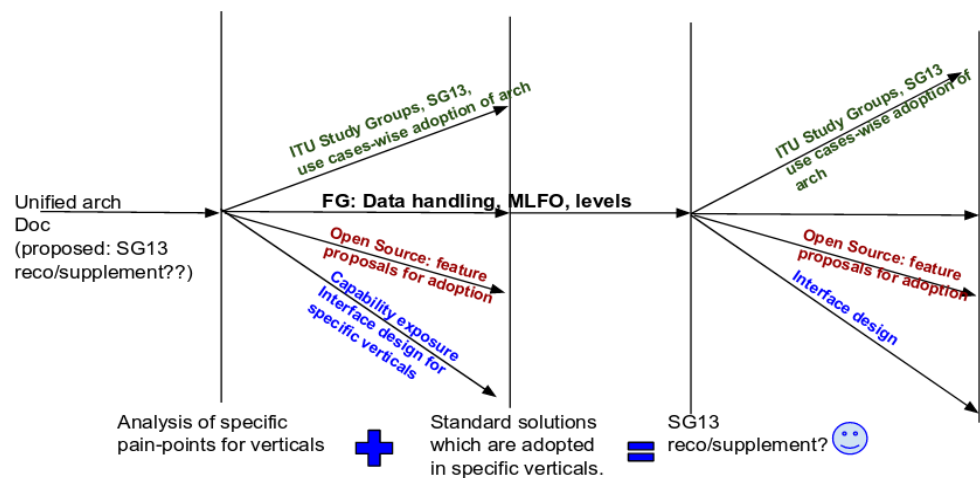 ITU Study Groups, SG13,
use cases-wise adoption of arch
Unified arch
Doc
(proposed: SG13
reco/supplement??)
FG: Data handling, MLFO, levels
Open Source: feature
proposals for adoption
Capability exposure
Interface design for
specific verticals
ITU Study Groups, SG13
use cases-wise adoption of
arch
Open Source: feature
proposals for adoption
Interface design
Analysis of specific
pain-points for verticals
Standard solutions
which are adopted
in specific verticals.
SG13
reco/supplement?